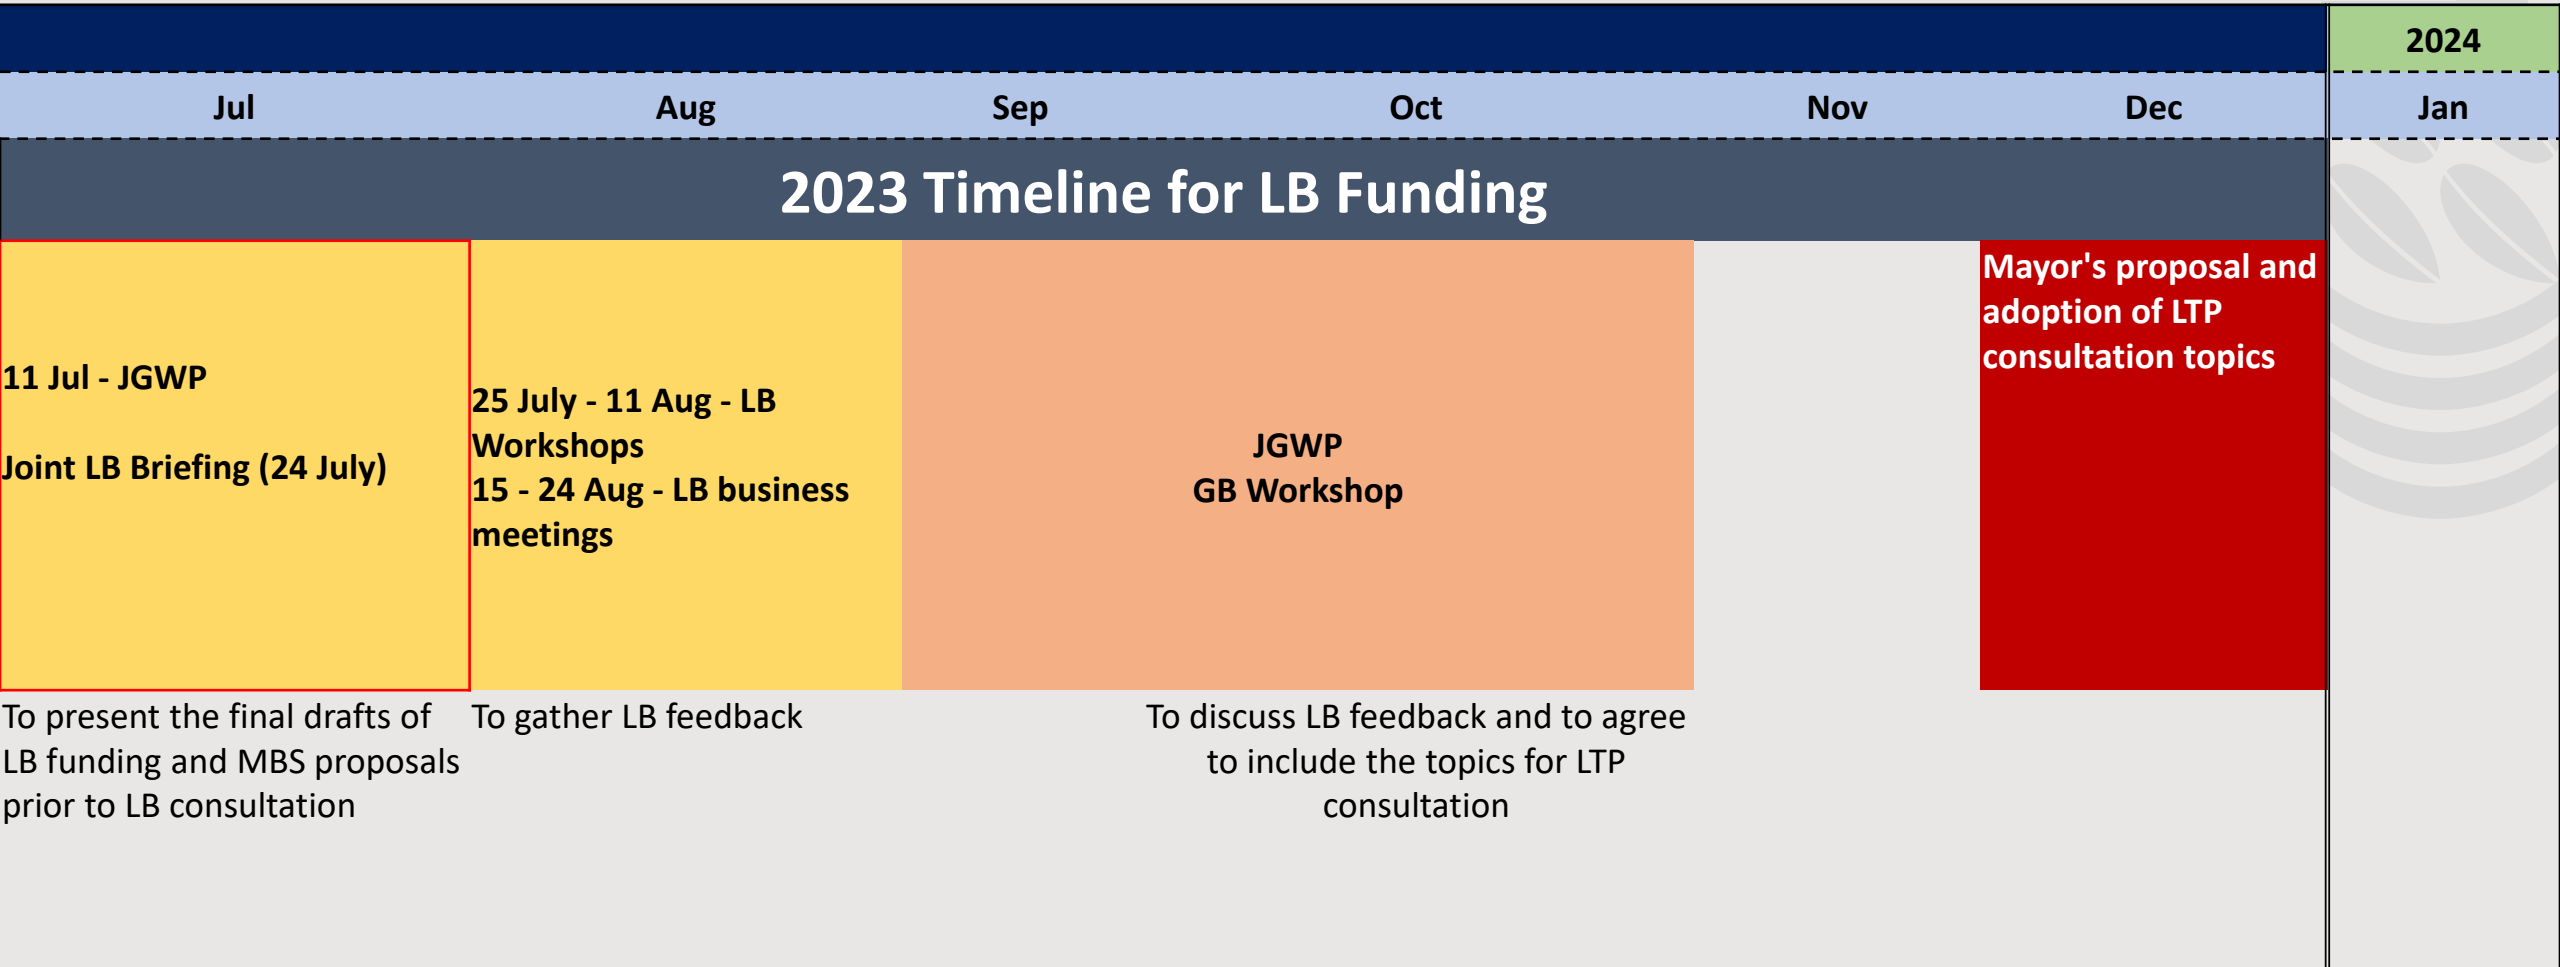 2024
Jul Aug Sep Oct Nov Dec Jan
2023 Timeline for LB Funding
11 Jul - JGWP
Joint LB Briefing (24 July)
25 July - 11 Aug - LB
Workshops
15 - 24 Aug - LB business
meetings
JGWP
GB Workshop
Mayor's proposal and
adoption of LTP
consultation topics
To present the final drafts of
LB funding and MBS proposals
prior to LB consultation
To gather LB feedback
To discuss LB feedback and to agree
to include the topics for LTP
consultation